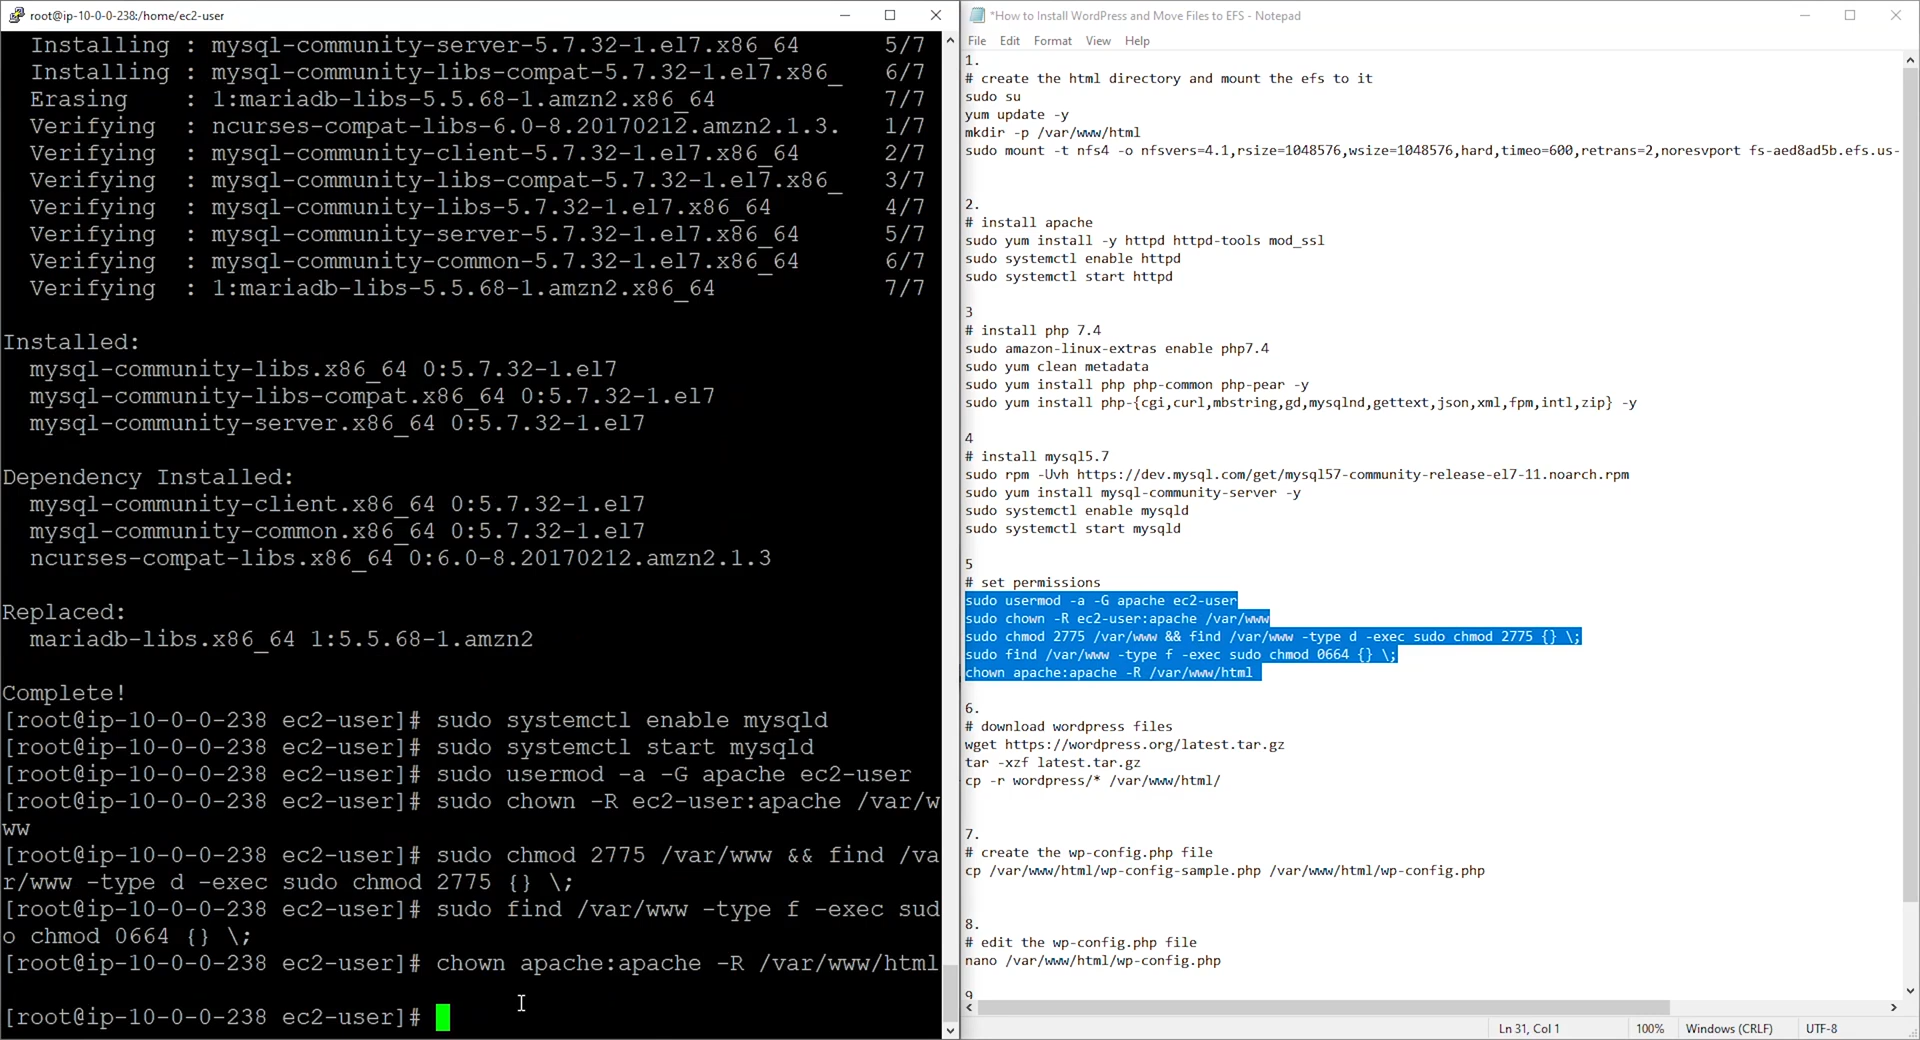 root@ip-10-0-0-238:/home/ec2-user
Installing : mysql-community-server-5.7.32-1.el7.x86_64 5/7
Installing : mysql-community-libs-compat-5.7.32-1.el7.x86_ 6/7
Erasing : 1:mariadb-libs-5.5.68-1.amzn2.x86_64 7/7
Verifying : ncurses-compat-libs-6.0-8.20170212.amzn2.1.3. 1/7
Verifying : mysql-community-client-5.7.32-1.el7.x86_64 2/7
Verifying : mysql-community-libs-compat-5.7.32-1.el7.x86_ 3/7
Verifying : mysql-community-libs-5.7.32-1.el7.x86_64 4/7
Verifying : mysql-community-server-5.7.32-1.el7.x86_64 5/7
Verifying : mysql-community-common-5.7.32-1.el7.x86_64 6/7
Verifying : 1:mariadb-libs-5.5.68-1.amzn2.x86_64 7/7
Installed:
mysql-community-libs.x86_64 0:5.7.32-1.el7
mysql-community-libs-compat.x86_64 0:5.7.32-1.el7
mysql-community-server.x86_64 0:5.7.32-1.el7
Dependency Installed:
mysql-community-client.x86_64 0:5.7.32-1.el7
mysql-community-common.x86_64 0:5.7.32-1.el7
ncurses-compat-libs.x86_64 0:6.0-8.20170212.amzn2.1.3
Replaced:
mariadb-libs.x86_64 1:5.5.68-1.amzn2
Complete!
[root@ip-10-0-0-238 ec2-user]# sudo systemctl enable mysqld
[root@ip-10-0-0-238 ec2-user]# sudo systemctl start mysqld
[root@ip-10-0-0-238 ec2-user]# sudo usermod -a -G apache ec2-user
[root@ip-10-0-0-238 ec2-user]# sudo chown -R ec2-user:apache /var/w
ww
[root@ip-10-0-0-238 ec2-user]# sudo chmod 2775 /var/www && find /va
r/www -type d -exec sudo chmod 2775 {} \;
[root@ip-10-0-0-238 ec2-user]# sudo find /var/www -type f -exec sud
o chmod 0664 {} \;
[root@ip-10-0-0-238 ec2-user]# chown apache:apache -R /var/www/html
[root@ip-10-0-0-238 ec2-user]#
*How to Install WordPress and Move Files to EFS - Notepad
File Edit Format View Help
1.
# create the html directory and mount the efs to it
sudo su
yum update -y
mkdir -p /var/www/html
sudo mount -t nfs4 -o nfsvers=4.1,rsize=1048576,wsize=1048576,hard,timeo=600,retrans=2,noresvport fs-aed8ad5b.efs.us-
2.
# install apache
sudo yum install -y httpd httpd-tools mod_ssl
sudo systemctl enable httpd
sudo systemctl start httpd
3
# install php 7.4
sudo amazon-linux-extras enable php7.4
sudo yum clean metadata
sudo yum install php php-common php-pear -y
sudo yum install php-{cgi,curl,mbstring,gd,mysqlnd,gettext,json,xml,fpm,intl,zip} -y
4
# install mysql5.7
sudo rpm -Uvh https://dev.mysql.com/get/mysql57-community-release-el7-11.noarch.rpm
sudo yum install mysql-community-server -y
sudo systemctl enable mysqld
sudo systemctl start mysqld
5
# set permissions
sudo usermod -a -G apache ec2-user
sudo chown -R ec2-user:apache /var/www
sudo chmod 2775 /var/www && find /var/www -type d -exec sudo chmod 2775 {} \;
sudo find /var/www -type f -exec sudo chmod 0664 {} \;
chown apache:apache -R /var/www/html
6.
# download wordpress files
wget https://wordpress.org/latest.tar.gz
tar -xzf latest.tar.gz
cp -r wordpress/* /var/www/html/
7.
# create the wp-config.php file
cp /var/www/html/wp-config-sample.php /var/www/html/wp-config.php
8.
# edit the wp-config.php file
nano /var/www/html/wp-config.php
9
Ln 31, Col 1 100% Windows (CRLF) UTF-8